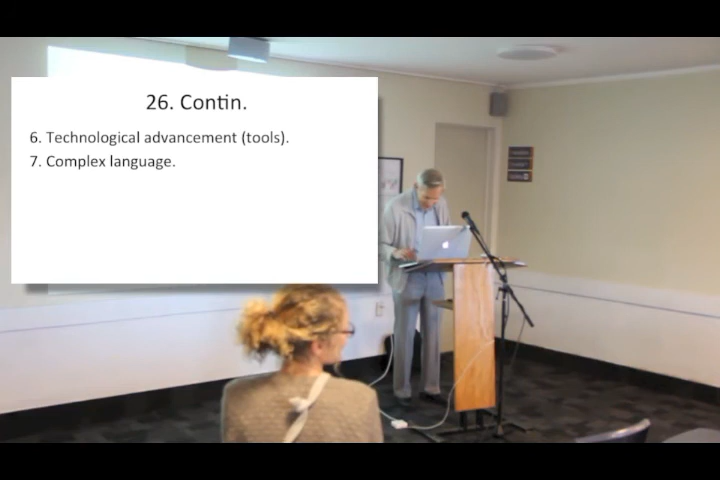 26. Contin.
6. Technological advancement (tools).
7. Complex language.